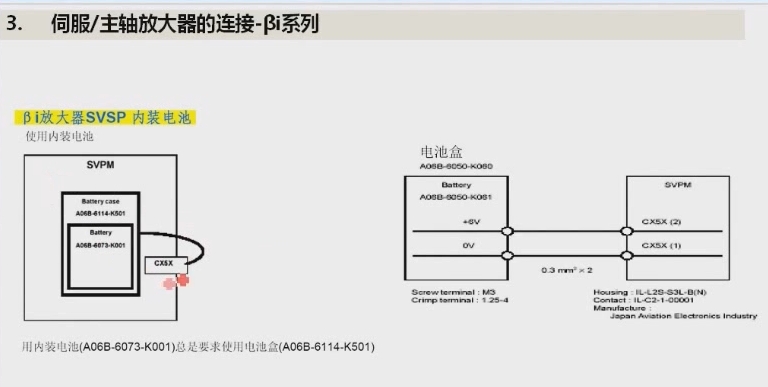 3. 伺服/主轴放大器的连接-βi系列
βi放大器SVSP 内装电池
使用内装电池
SVPM
Battery case
A06B-6114-K501
Battery
A06B-6073-K001
CX5X
用内装电池(A06B-6073-K001)总是要求使用电池盒(A06B-6114-K501)
电池盒
A06B-6050-K060
Battery
A06B-6050-K061
+6V
0V
0.3 mm² × 2
SVPM
CX5X (2)
CX5X (1)
Screw terminal : M3
Crimp terminal : 1.25-4
Housing : IL-L2S-S3L-B(N)
Contact : IL-C2-1-00001
Manufacture :
Japan Aviation Electronics Industry